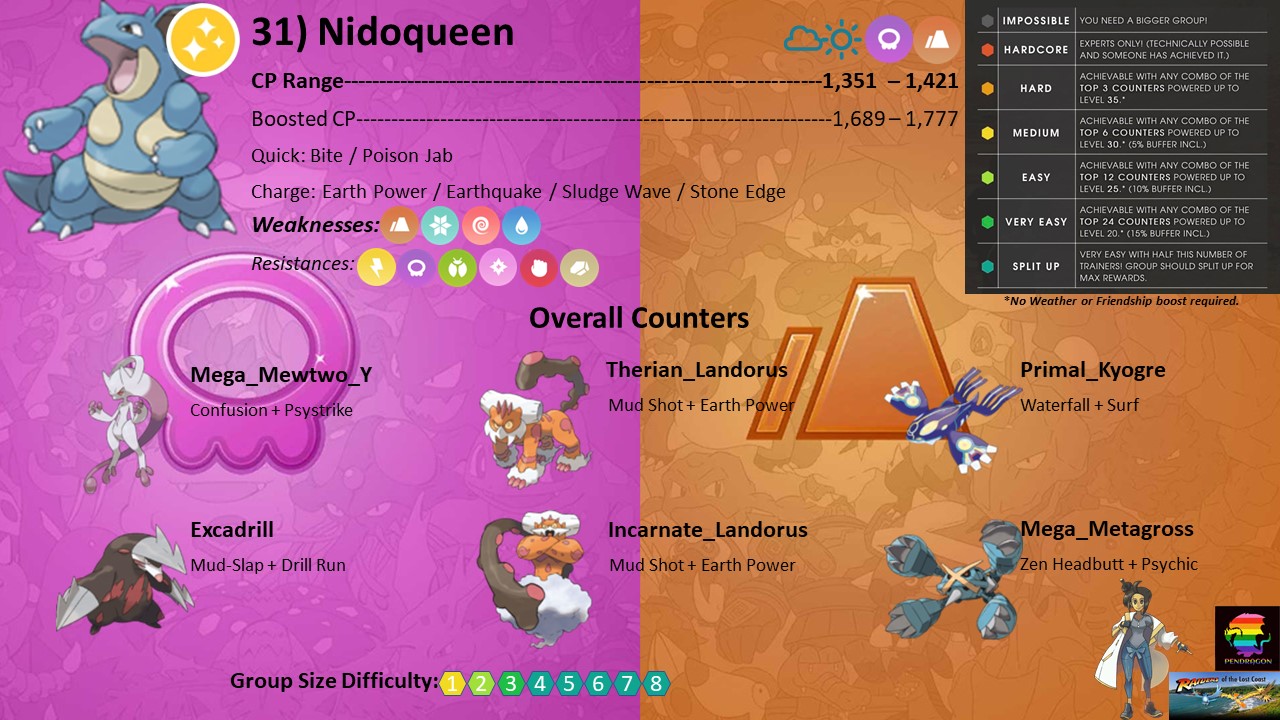 31) Nidoqueen
CP Range------------------------------------------------------------------------------1,351 – 1,421
Boosted CP------------------------------------------------------------------------------1,689 – 1,777
Quick: Bite / Poison Jab
Charge: Earth Power / Earthquake / Sludge Wave / Stone Edge
Weaknesses:
Resistances:
IMPOSSIBLE YOU NEED A BIGGER GROUP!
HARDCORE EXPERTS ONLY! (TECHNICALLY POSSIBLE
AND SOMEONE HAS ACHIEVED IT.)
HARD ACHIEVABLE WITH ANY COMBO OF THE
TOP 3 COUNTERS POWERED UP TO
LEVEL 35.*
MEDIUM ACHIEVABLE WITH ANY COMBO OF THE
TOP 6 COUNTERS POWERED UP TO
LEVEL 30.* (5% BUFFER INCL.)
EASY ACHIEVABLE WITH ANY COMBO OF THE
TOP 12 COUNTERS POWERED UP TO
LEVEL 25.* (10% BUFFER INCL.)
VERY EASY ACHIEVABLE WITH ANY COMBO OF THE
TOP 24 COUNTERS POWERED UP TO
LEVEL 20.* (15% BUFFER INCL.)
SPLIT UP VERY EASY WITH HALF THIS NUMBER OF
TRAINERS! GROUP SHOULD SPLIT UP FOR
MAX REWARDS.
*No Weather or Friendship boost required.
Overall Counters
Mega_Mewtwo_Y
Confusion + Psystrike
Therian_Landorus
Mud Shot + Earth Power
Primal_Kyogre
Waterfall + Surf
Excadrill
Mud-Slap + Drill Run
Incarnate_Landorus
Mud Shot + Earth Power
Mega_Metagross
Zen Headbutt + Psychic
Group Size Difficulty: 1 2 3 4 5 6 7 8
PENDRAGON
RAIDERS of the Lost Coast